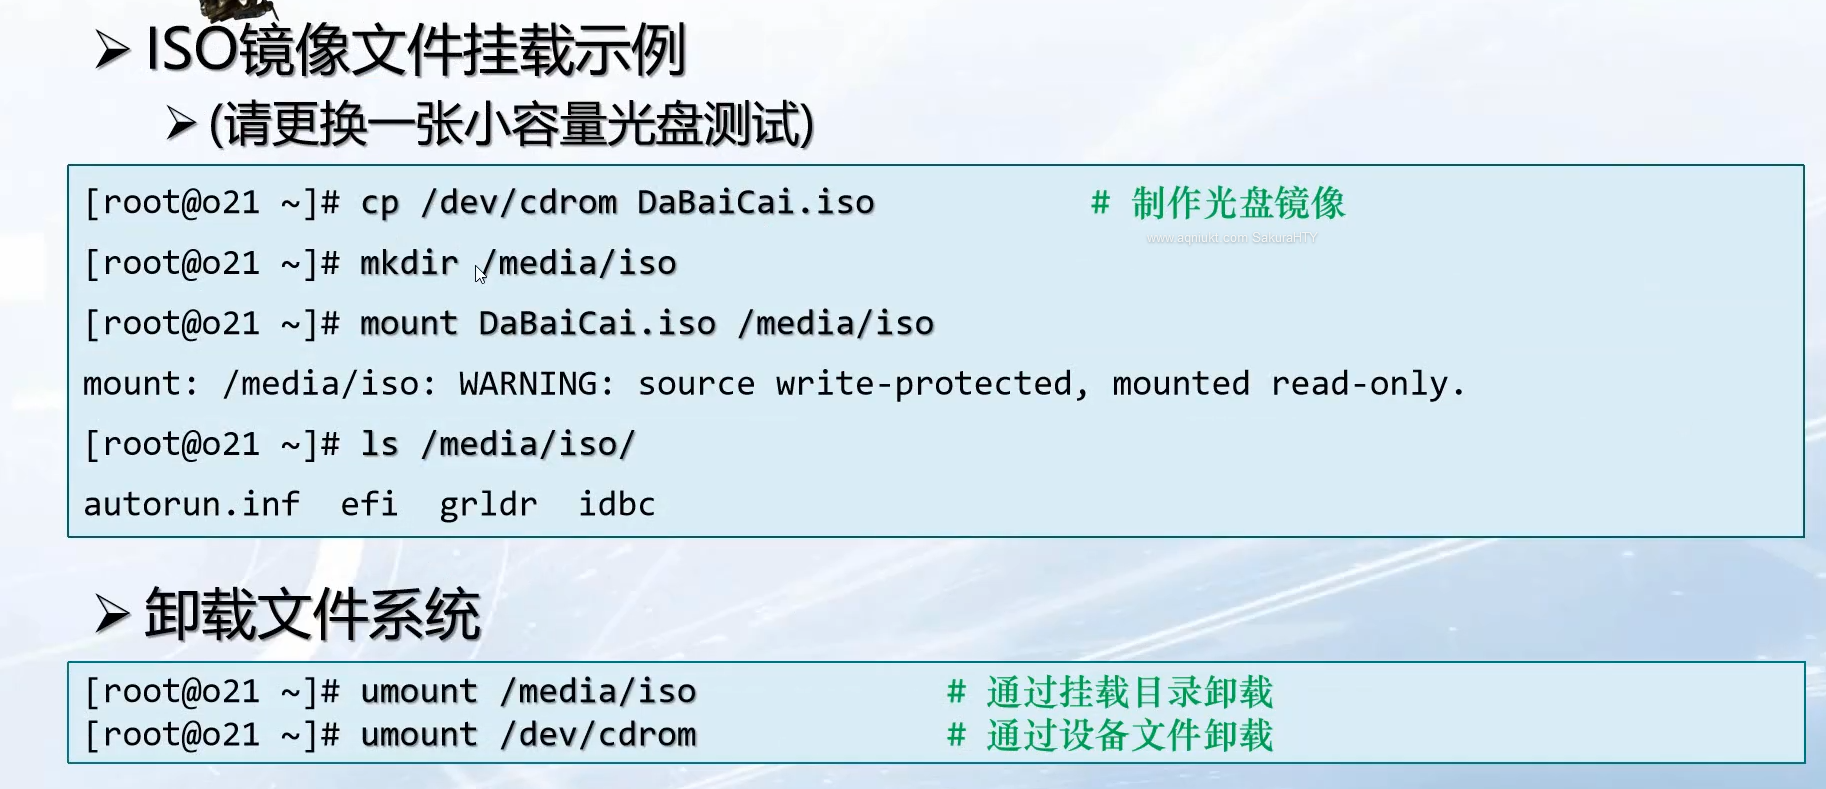 ISO镜像文件挂载示例
(请更换一张小容量光盘测试)
[root@o21 ~]# cp /dev/cdrom DaBaiCai.iso # 制作光盘镜像
www.aqniukt.com SakuraHTY
[root@o21 ~]# mkdir /media/iso
[root@o21 ~]# mount DaBaiCai.iso /media/iso
mount: /media/iso: WARNING: source write-protected, mounted read-only.
[root@o21 ~]# ls /media/iso/
autorun.inf efi grldr idbc
卸载文件系统
[root@o21 ~]# umount /media/iso # 通过挂载目录卸载
[root@o21 ~]# umount /dev/cdrom # 通过设备文件卸载